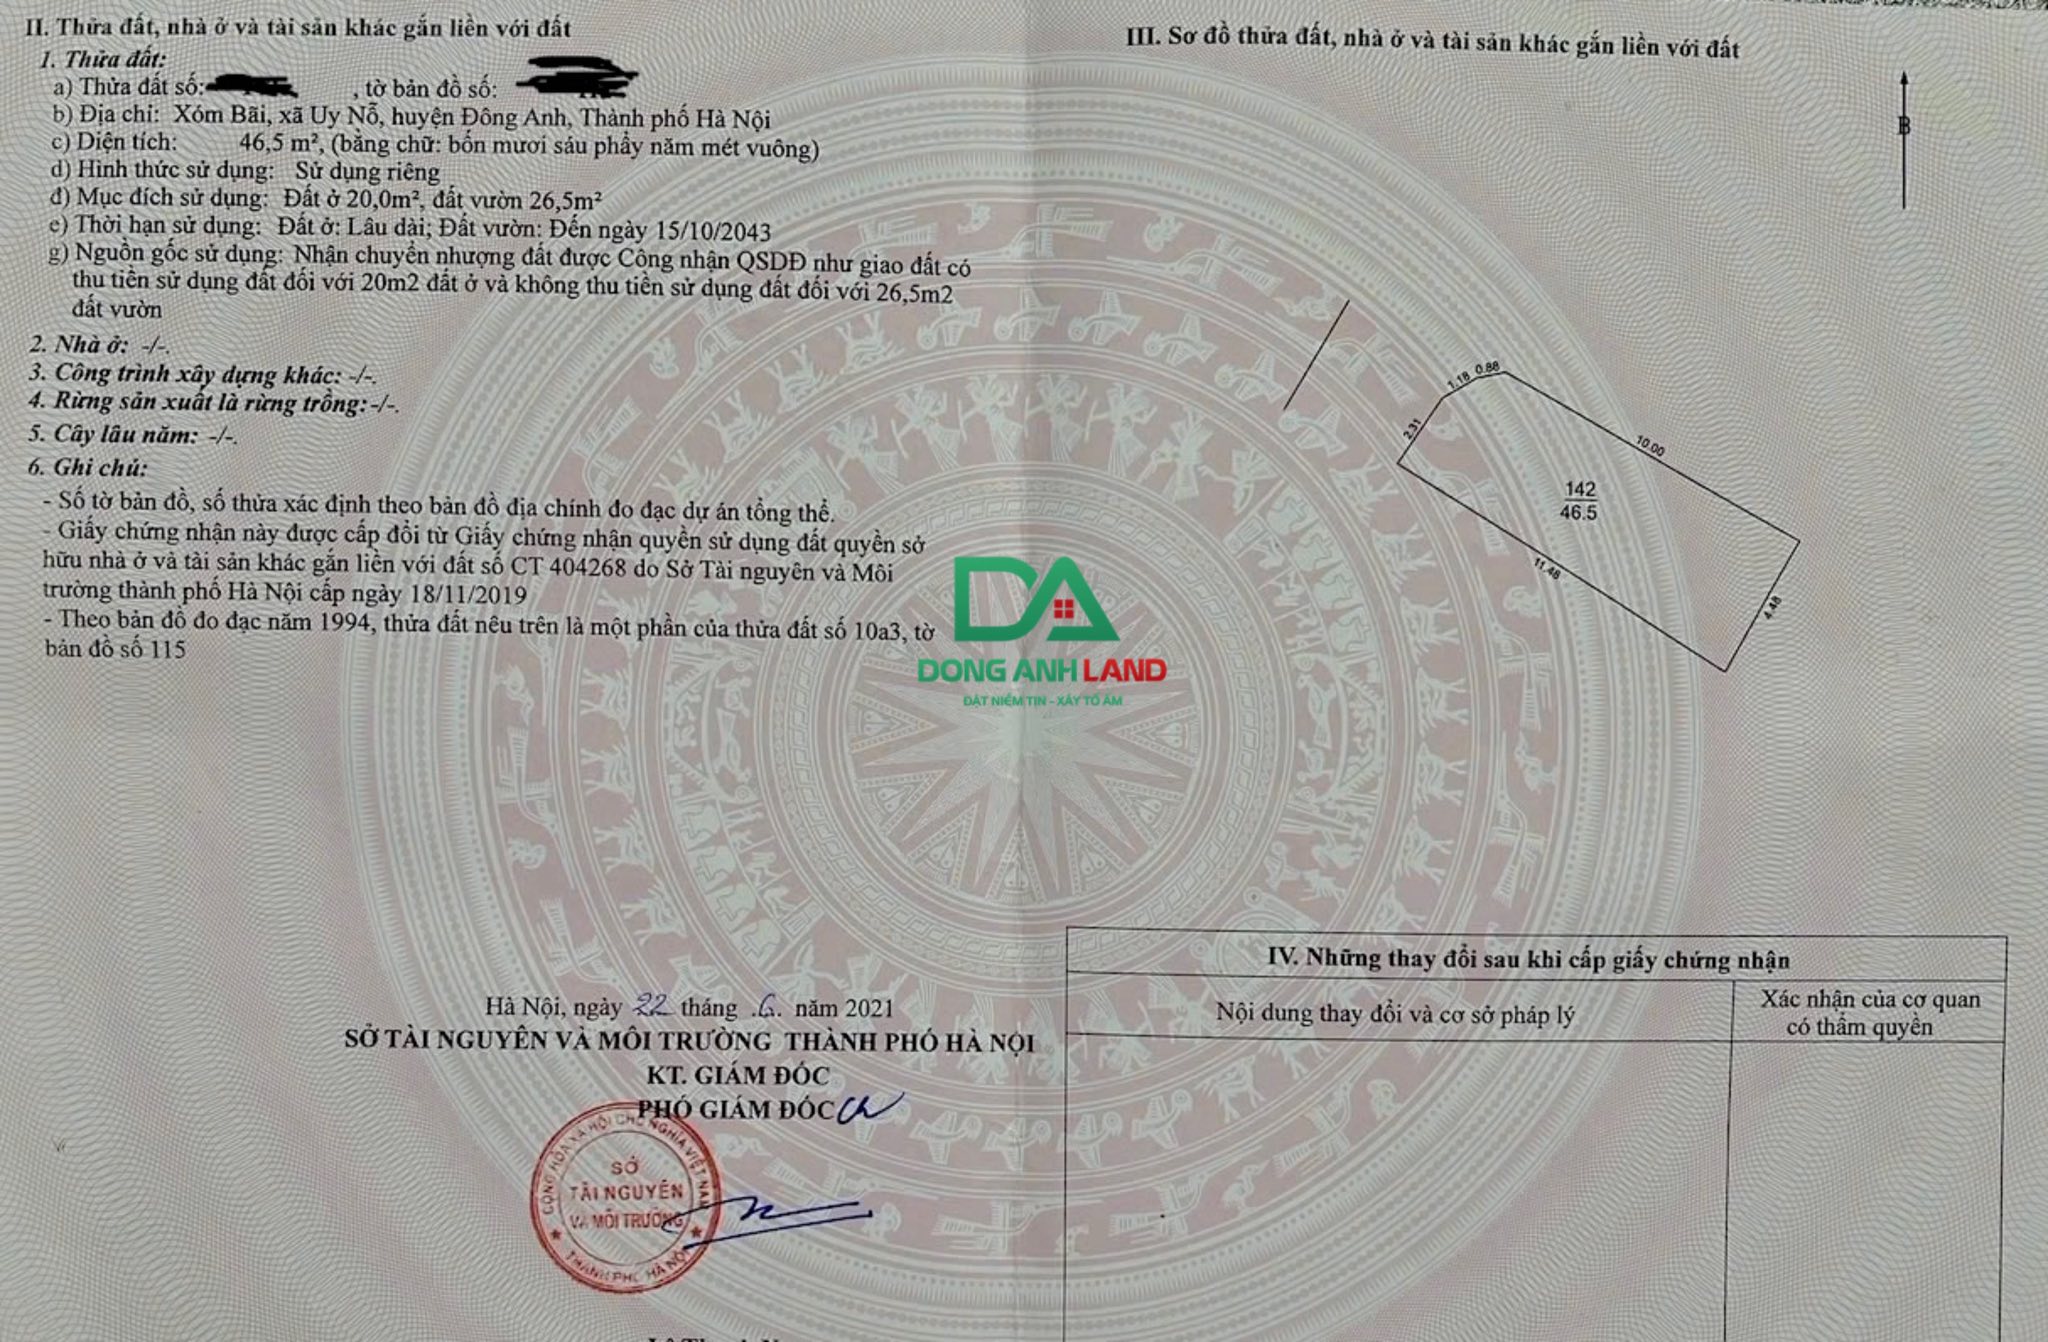 II. Thửa đất, nhà ở và tài sản khác gắn liền với đất
1. Thửa đất:
a) Thửa đất số: , tờ bản đồ số:
b) Địa chỉ: Xóm Bãi, xã Uy Nỗ, huyện Đông Anh, Thành phố Hà Nội
c) Diện tích: 46,5 m², (bằng chữ: bốn mươi sáu phẩy năm mét vuông)
d) Hình thức sử dụng: Sử dụng riêng
đ) Mục đích sử dụng: Đất ở 20,0m², đất vườn 26,5m²
e) Thời hạn sử dụng: Đất ở: Lâu dài; Đất vườn: Đến ngày 15/10/2043
g) Nguồn gốc sử dụng: Nhận chuyển nhượng đất được Công nhận QSDĐ như giao đất có
thu tiền sử dụng đất đối với 20m2 đất ở và không thu tiền sử dụng đất đối với 26,5m2
đất vườn
2. Nhà ở: -/-.
3. Công trình xây dựng khác: -/-.
4. Rừng sản xuất là rừng trồng: -/-.
5. Cây lâu năm: -/-.
6. Ghi chú:
- Số tờ bản đồ, số thửa xác định theo bản đồ địa chính đo đạc dự án tổng thể.
- Giấy chứng nhận này được cấp đổi từ Giấy chứng nhận quyền sử dụng đất quyền sở
hữu nhà ở và tài sản khác gắn liền với đất số CT 404268 do Sở Tài nguyên và Môi
trường thành phố Hà Nội cấp ngày 18/11/2019
- Theo bản đồ đo đạc năm 1994, thửa đất nêu trên là một phần của thửa đất số 10a3, tờ
bản đồ số 115
Hà Nội, ngày 22 tháng .6. năm 2021
SỞ TÀI NGUYÊN VÀ MÔI TRƯỜNG THÀNH PHỐ HÀ NỘI
KT. GIÁM ĐỐC
PHÓ GIÁM ĐỐC
CỘNG HÒA XÃ HỘI CHỦ NGHĨA VIỆT NAM
SỞ
TÀI NGUYÊN
VÀ MÔI TRƯỜNG
THÀNH PHỐ HÀ NỘI
DA
DONG ANH LAND
ĐẶT NIỀM TIN - XÂY TỔ ẤM
III. Sơ đồ thửa đất, nhà ở và tài sản khác gắn liền với đất
B
1.18
0.88
2.31
10.00
142
46.5
11.48
4.48
IV. Những thay đổi sau khi cấp giấy chứng nhận
Nội dung thay đổi và cơ sở pháp lý
Xác nhận của cơ quan
có thẩm quyền